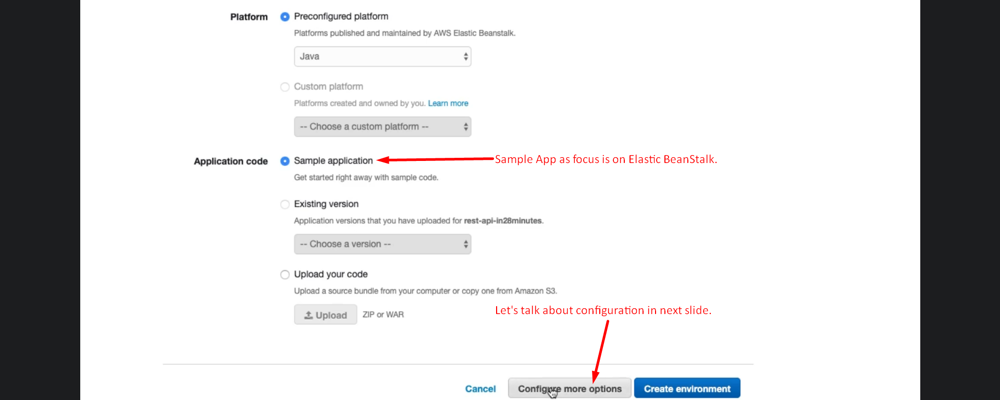 Platform
Preconfigured platform
Platforms published and maintained by AWS Elastic Beanstalk.
Java
Custom platform
Platforms created and owned by you. Learn more
-- Choose a custom platform --
Application code
Sample application
Sample App as focus is on Elastic BeanStalk.
Get started right away with sample code.
Existing version
Application versions that you have uploaded for rest-api-in28minutes.
-- Choose a version --
Upload your code
Upload a source bundle from your computer or copy one from Amazon S3.
Let's talk about configuration in next slide.
Upload ZIP or WAR
Cancel Configure more options Create environment